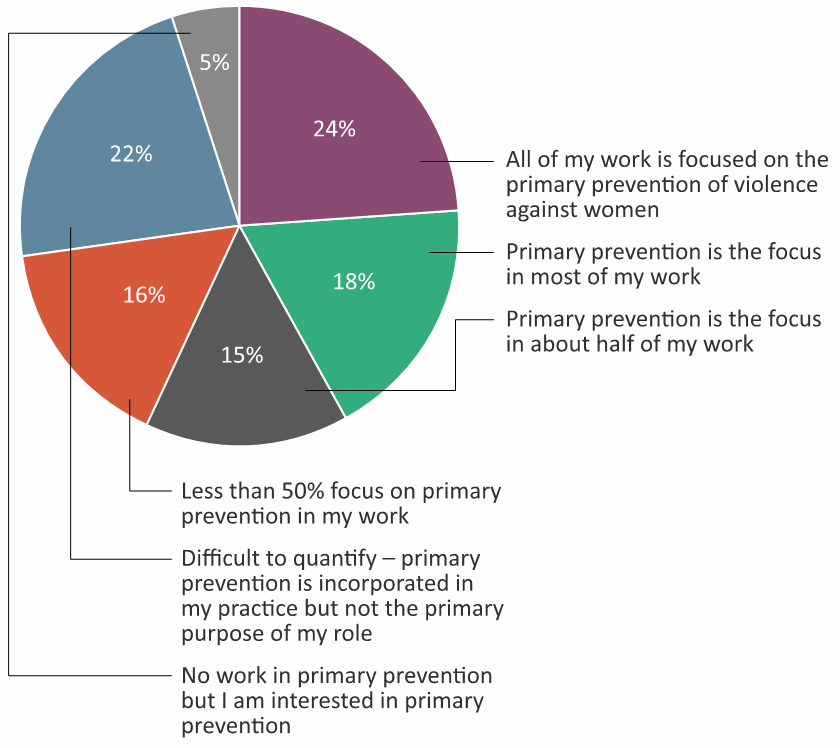 5%
24%
22%
18%
16%
15%
All of my work is focused on the
primary prevention of violence
against women
Primary prevention is the focus
in most of my work
Primary prevention is the focus
in about half of my work
Less than 50% focus on primary
prevention in my work
Difficult to quantify – primary
prevention is incorporated in
my practice but not the primary
purpose of my role
No work in primary prevention
but I am interested in primary
prevention